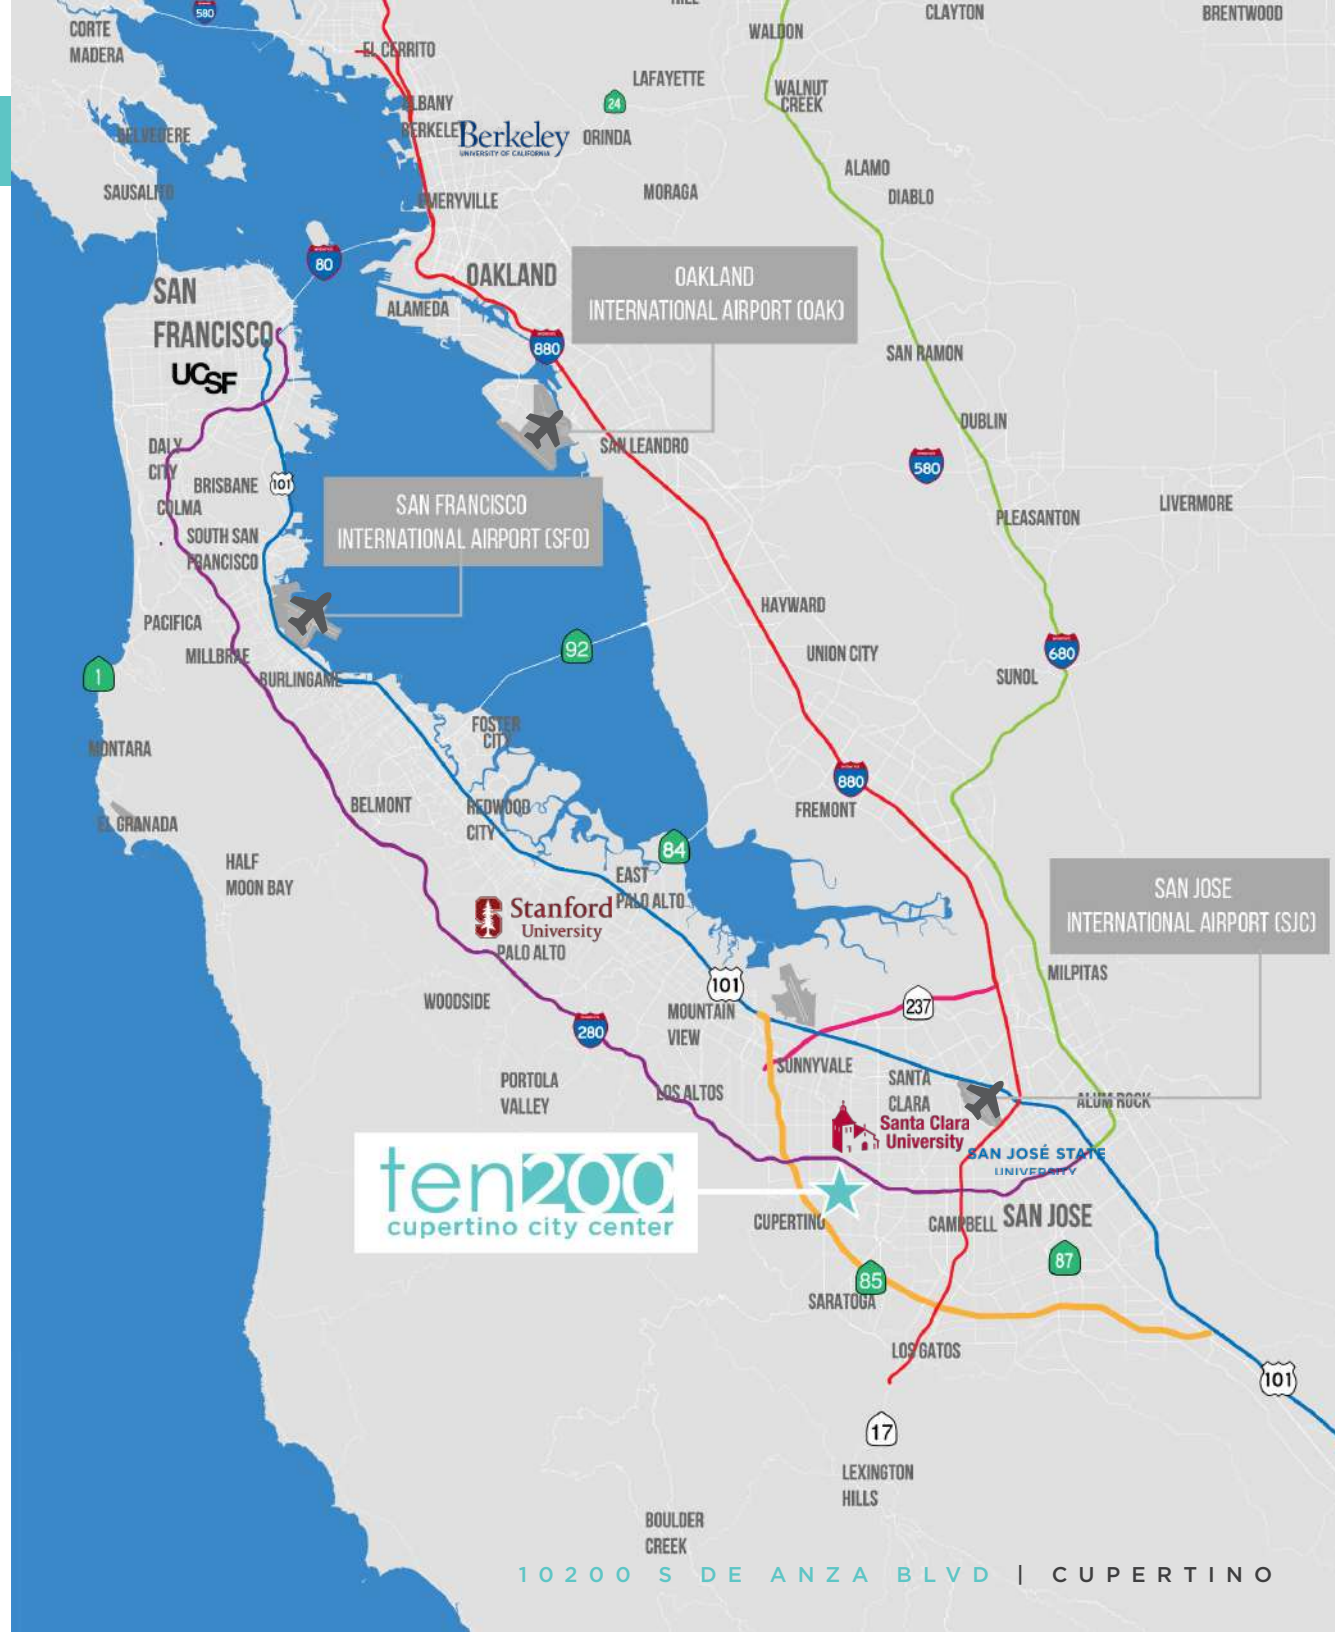 HILL
580
CLAYTON
BRENTWOOD
CORTE
MADERA
WALDON
EL CERRITO
LAFAYETTE
WALNUT
CREEK
24
ALBANY
BERKELEY
Berkeley
UNIVERSITY OF CALIFORNIA
ORINDA
BELVEDERE
ALAMO
SAUSALITO
MORAGA
DIABLO
EMERYVILLE
80
OAKLAND
OAKLAND
INTERNATIONAL AIRPORT (OAK)
SAN
FRANCISCO
ALAMEDA
880
SAN RAMON
UCSF
DUBLIN
DALY
CITY
SAN LEANDRO
580
BRISBANE
101
COLMA
SAN FRANCISCO
INTERNATIONAL AIRPORT (SFO)
PLEASANTON
LIVERMORE
SOUTH SAN
FRANCISCO
HAYWARD
PACIFICA
92
UNION CITY
680
MILLBRAE
1
BURLINGAME
SUNOL
FOSTER
CITY
MONTARA
880
BELMONT
REDWOOD
CITY
FREMONT
EL GRANADA
84
HALF
MOON BAY
EAST
PALO ALTO
SAN JOSE
INTERNATIONAL AIRPORT (SJC)
Stanford
University
PALO ALTO
MILPITAS
101
WOODSIDE
MOUNTAIN
VIEW
237
280
SUNNYVALE
PORTOLA
VALLEY
LOS ALTOS
SANTA
CLARA
ALUM ROCK
Santa Clara
University
SAN JOSÉ STATE
UNIVERSITY
ten200
cupertino city center
CUPERTINO
CAMPBELL
SAN JOSE
87
85
SARATOGA
LOS GATOS
101
17
LEXINGTON
HILLS
BOULDER
CREEK
10200 S DE ANZA BLVD | CUPERTINO